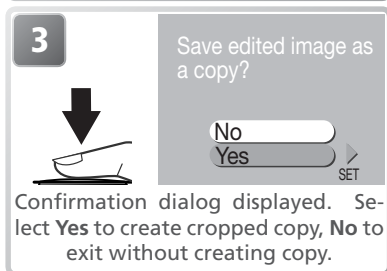 3
Save edited image as
a copy?
No
Yes
SET
Confirmation dialog displayed. Se-
lect Yes to create cropped copy, No to
exit without creating copy.